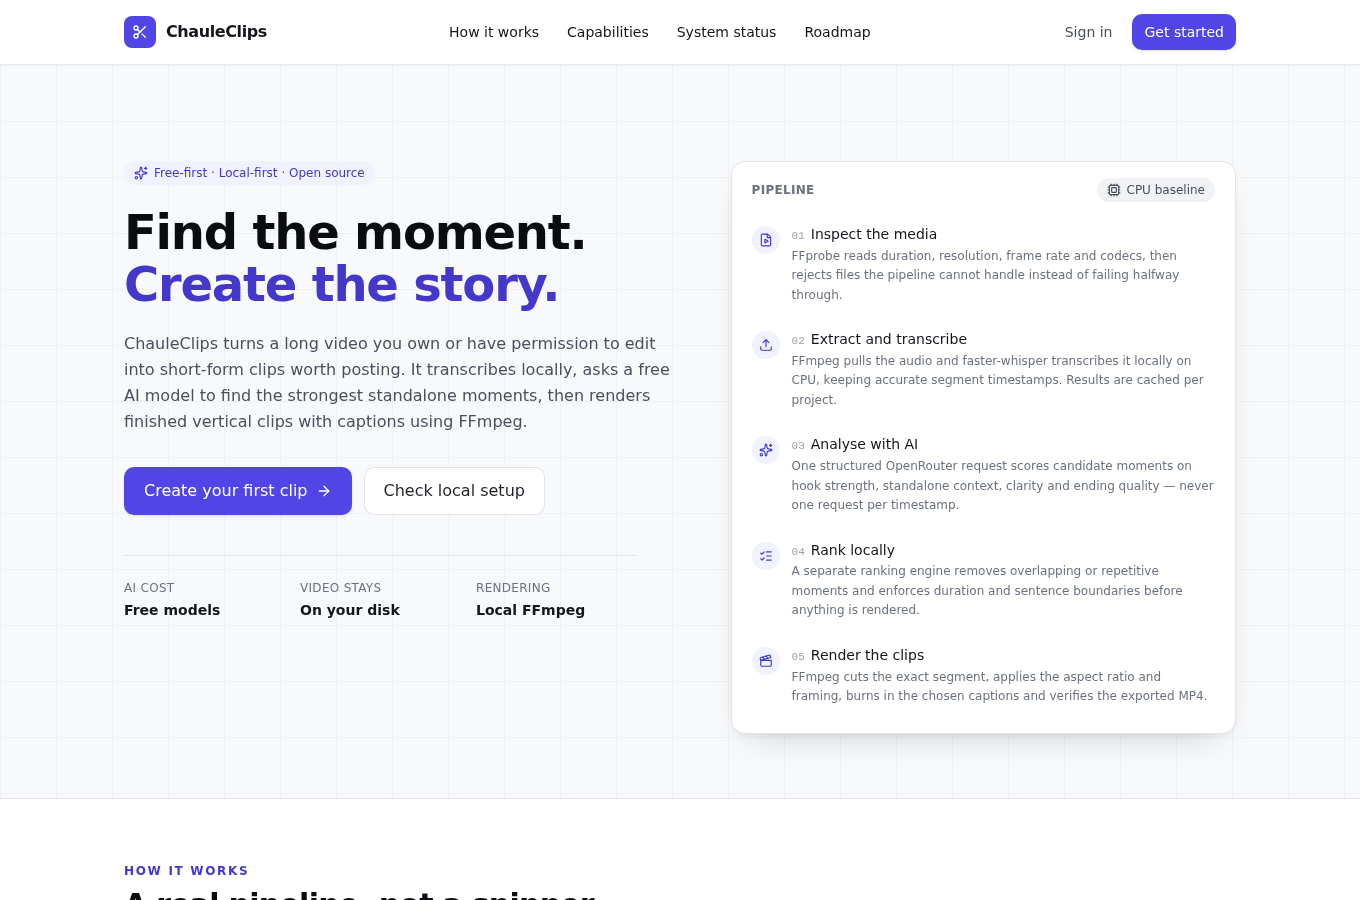 ChauleClips
How it works
Capabilities
System status
Roadmap
Sign in
Get started
Free-first · Local-first · Open source
Find the moment.
Create the story.
ChauleClips turns a long video you own or have permission to edit
into short-form clips worth posting. It transcribes locally, asks a free
AI model to find the strongest standalone moments, then renders
finished vertical clips with captions using FFmpeg.
Create your first clip
Check local setup
AI COST
Free models
VIDEO STAYS
On your disk
RENDERING
Local FFmpeg
PIPELINE
CPU baseline
01 Inspect the media
FFprobe reads duration, resolution, frame rate and codecs, then
rejects files the pipeline cannot handle instead of failing halfway
through.
02 Extract and transcribe
FFmpeg pulls the audio and faster-whisper transcribes it locally on
CPU, keeping accurate segment timestamps. Results are cached per
project.
03 Analyse with AI
One structured OpenRouter request scores candidate moments on
hook strength, standalone context, clarity and ending quality — never
one request per timestamp.
04 Rank locally
A separate ranking engine removes overlapping or repetitive
moments and enforces duration and sentence boundaries before
anything is rendered.
05 Render the clips
FFmpeg cuts the exact segment, applies the aspect ratio and
framing, burns in the chosen captions and verifies the exported MP4.
HOW IT WORKS
A real pipeline, not a spinner